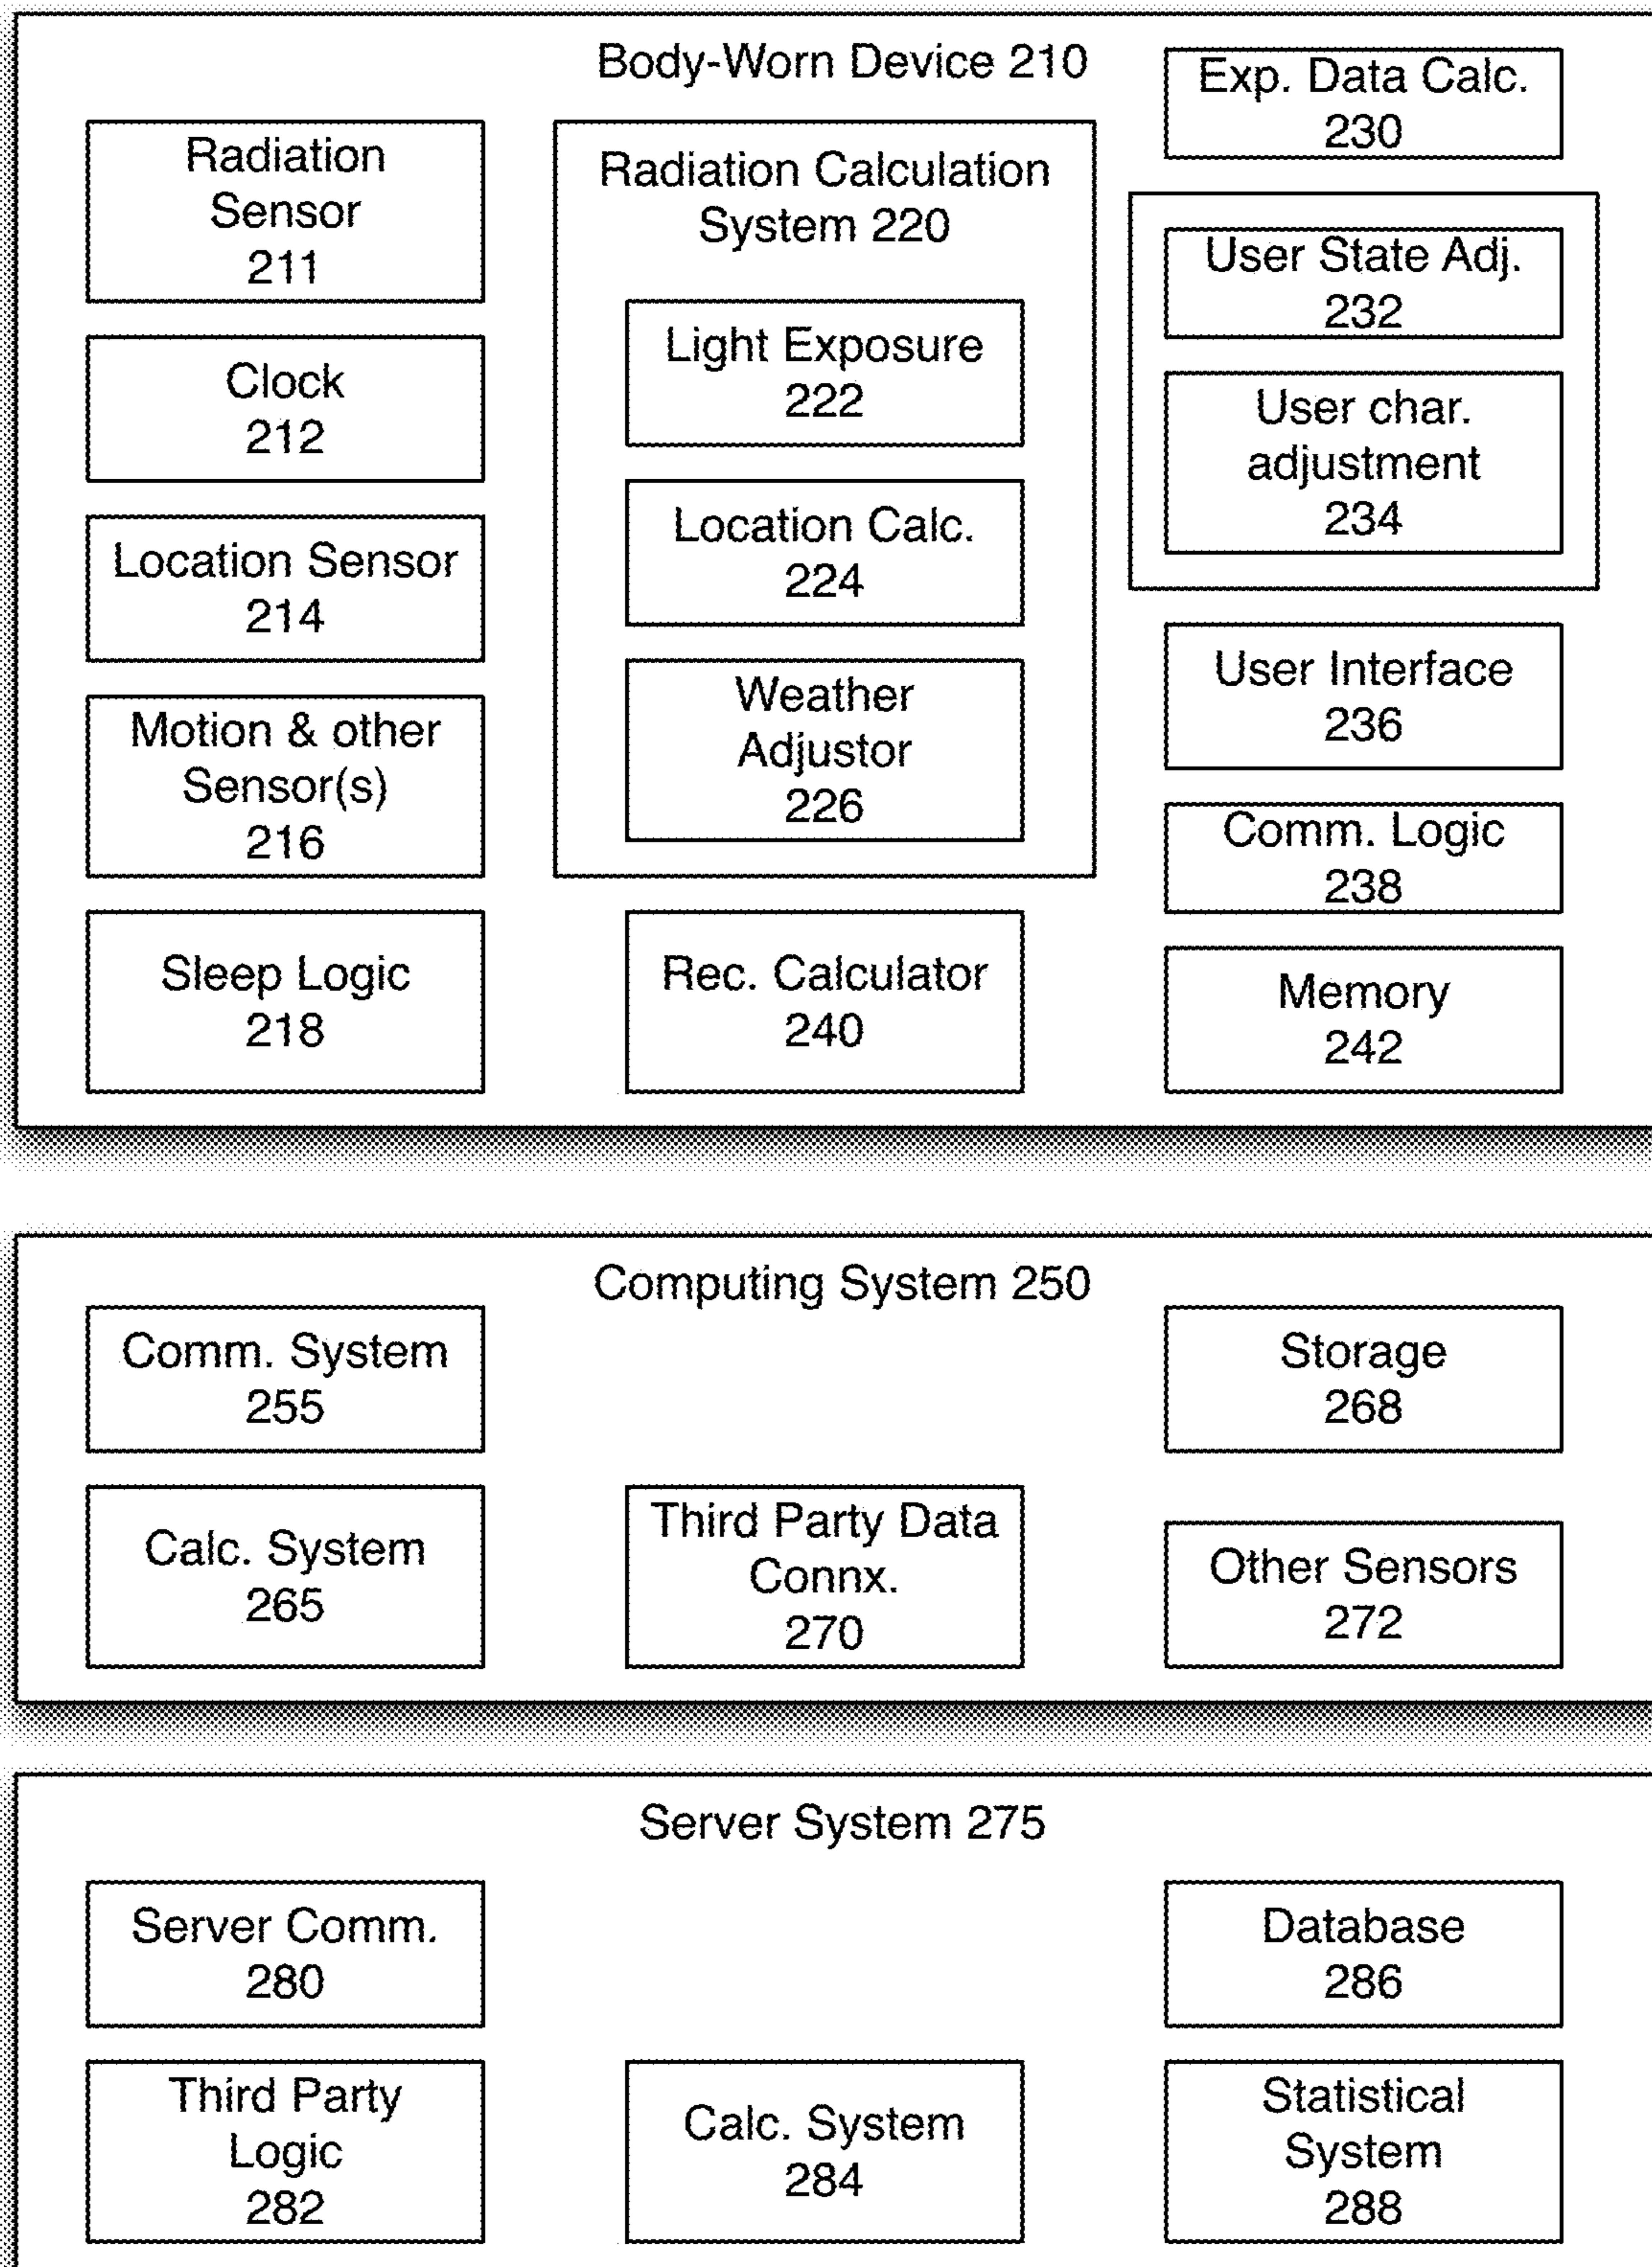 Body-Worn Device 210
Radiation
Sensor
211
Clock
212
Location Sensor
214
Motion & other
Sensor(s)
216
Sleep Logic
218
Radiation Calculation
System 220
Light Exposure
222
Location Calc.
224
Weather
Adjustor
226
Rec. Calculator
240
Exp. Data Calc.
230
User State Adj.
232
User char.
adjustment
234
User Interface
236
Comm. Logic
238
Memory
242
Computing System 250
Comm. System
255
Calc. System
265
Third Party Data
Connx.
270
Storage
268
Other Sensors
272
Server System 275
Server Comm.
280
Third Party
Logic
282
Calc. System
284
Database
286
Statistical
System
288